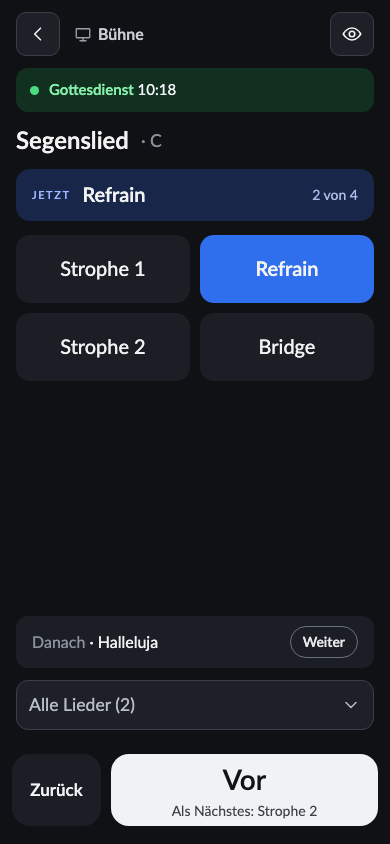 Bühne
Gottesdienst 10:18
Segenslied · C
JETZT Refrain 2 von 4
Strophe 1 Refrain
Strophe 2 Bridge
Danach · Halleluja Weiter
Alle Lieder (2)
Zurück Vor
Als Nächstes: Strophe 2